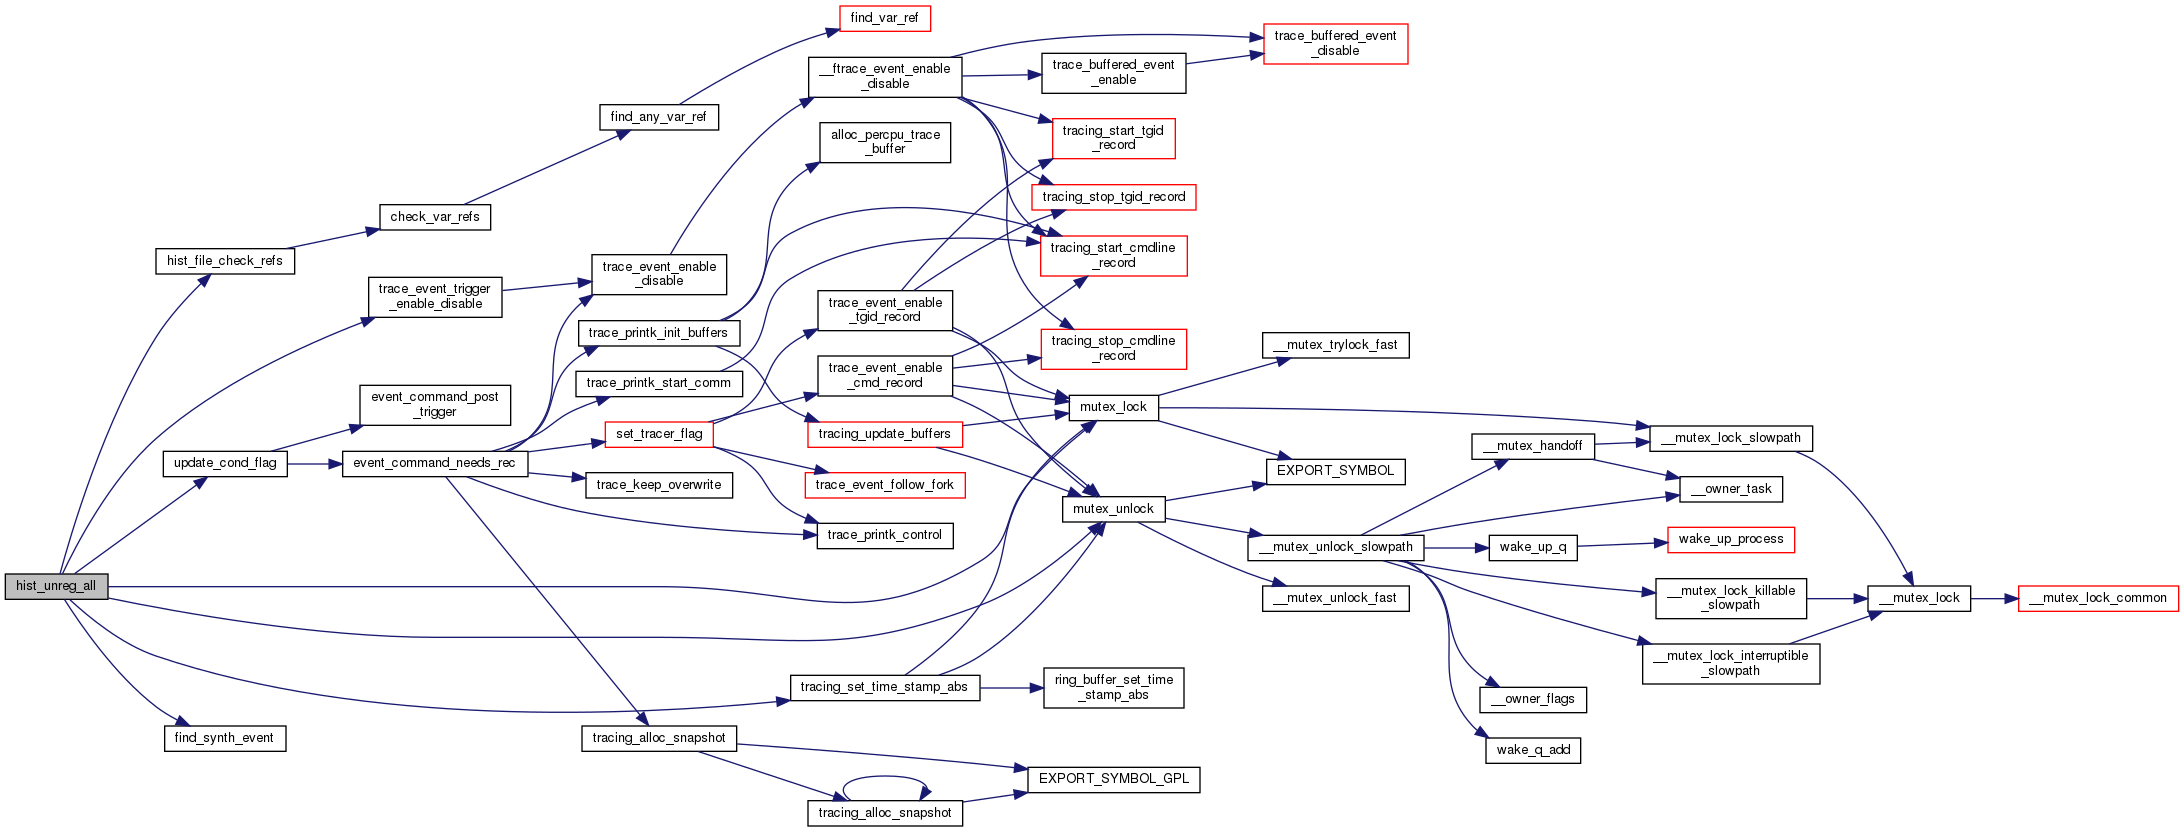 find_var_ref
__ftrace_event_enable
_disable
trace_buffered_event
_disable
trace_buffered_event
_enable
find_any_var_ref
alloc_percpu_trace
_buffer
tracing_start_tgid
_record
check_var_refs
tracing_stop_tgid_record
hist_file_check_refs
trace_event_enable
_disable
tracing_start_cmdline
_record
trace_event_trigger
_enable_disable
trace_event_enable
_tgid_record
trace_printk_init_buffers
tracing_stop_cmdline
_record
__mutex_trylock_fast
trace_event_enable
_cmd_record
trace_printk_start_comm
event_command_post
_trigger
mutex_lock
set_tracer_flag
tracing_update_buffers
__mutex_handoff
__mutex_lock_slowpath
update_cond_flag
event_command_needs_rec
EXPORT_SYMBOL
trace_keep_overwrite
trace_event_follow_fork
__owner_task
mutex_unlock
trace_printk_control
__mutex_unlock_slowpath
wake_up_q
wake_up_process
hist_unreg_all
__mutex_unlock_fast
__mutex_lock_killable
_slowpath
__mutex_lock
__mutex_lock_common
__mutex_lock_interruptible
_slowpath
tracing_set_time_stamp_abs
ring_buffer_set_time
_stamp_abs
__owner_flags
find_synth_event
tracing_alloc_snapshot
wake_q_add
EXPORT_SYMBOL_GPL
tracing_alloc_snapshot